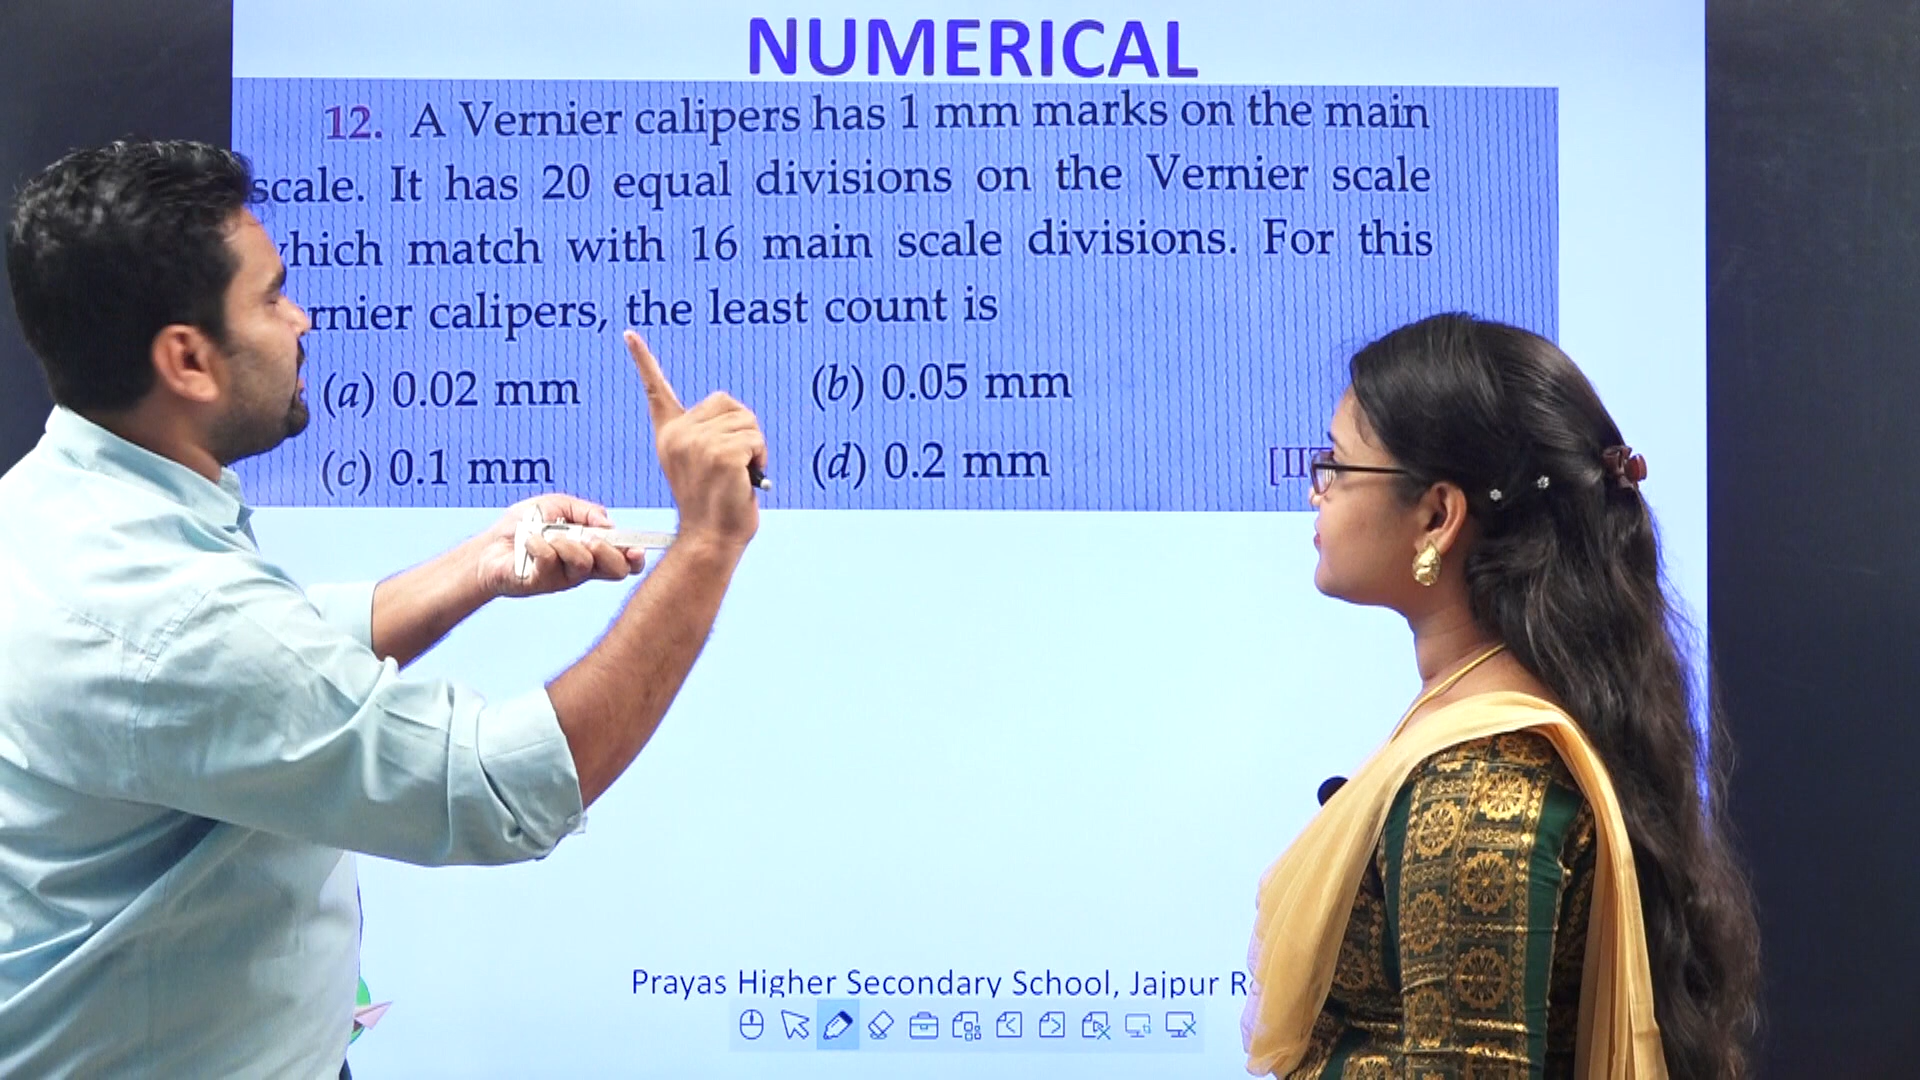 NUMERICAL
12. A Vernier calipers has 1 mm marks on the main
scale. It has 20 equal divisions on the Vernier scale
match with 16 main scale divisions. For this
calipers, the least count is
(a) 0.02 mm (b) 0.05 mm
(c) 0.1 mm (d) 0.2 mm
Prayas Higher Secondary School, Jajpur